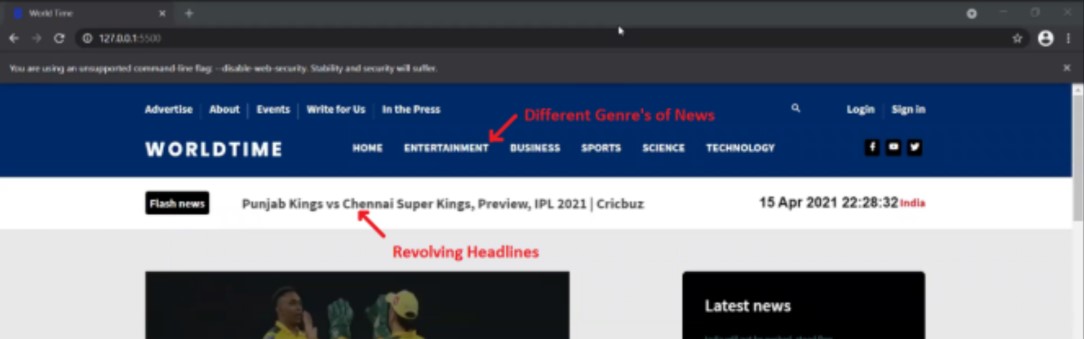 World Time
127.0.0.1:5500
You are using an unsupported command-line flag: --disable-web-security. Stability and security will suffer.
Advertise About Events Write for Us In the Press Login Sign in
Different Genre's of News
WORLDTIME HOME ENTERTAINMENT BUSINESS SPORTS SCIENCE TECHNOLOGY
Flash news Punjab Kings vs Chennai Super Kings, Preview, IPL 2021 | Cricbuz 15 Apr 2021 22:28:32 India
Revolving Headlines
Latest news